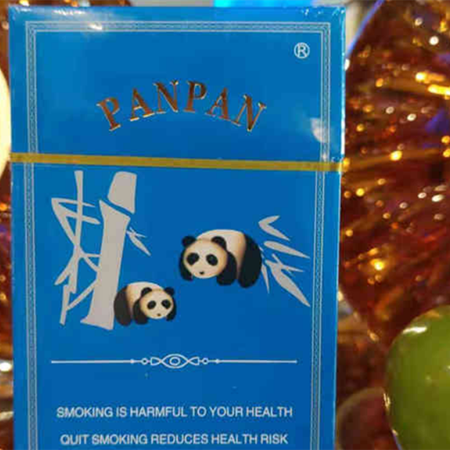 ®
PANPAN
SMOKING IS HARMFUL TO YOUR HEALTH
QUIT SMOKING REDUCES HEALTH RISK